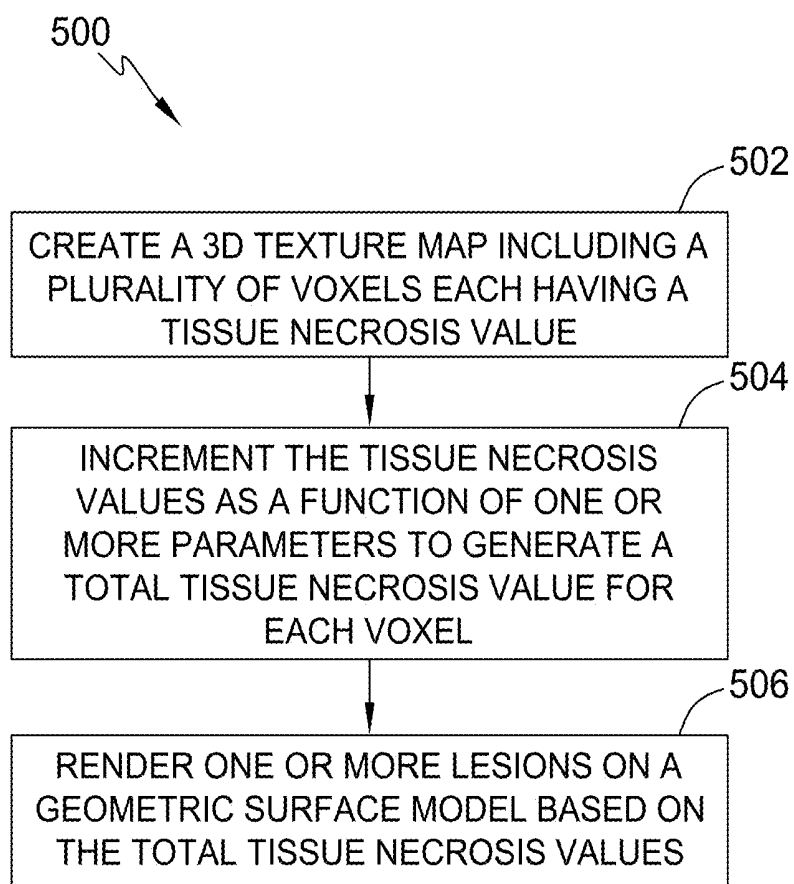 500
502
CREATE A 3D TEXTURE MAP INCLUDING A
PLURALITY OF VOXELS EACH HAVING A
TISSUE NECROSIS VALUE
504
INCREMENT THE TISSUE NECROSIS
VALUES AS A FUNCTION OF ONE OR
MORE PARAMETERS TO GENERATE A
TOTAL TISSUE NECROSIS VALUE FOR
EACH VOXEL
506
RENDER ONE OR MORE LESIONS ON A
GEOMETRIC SURFACE MODEL BASED ON
THE TOTAL TISSUE NECROSIS VALUES